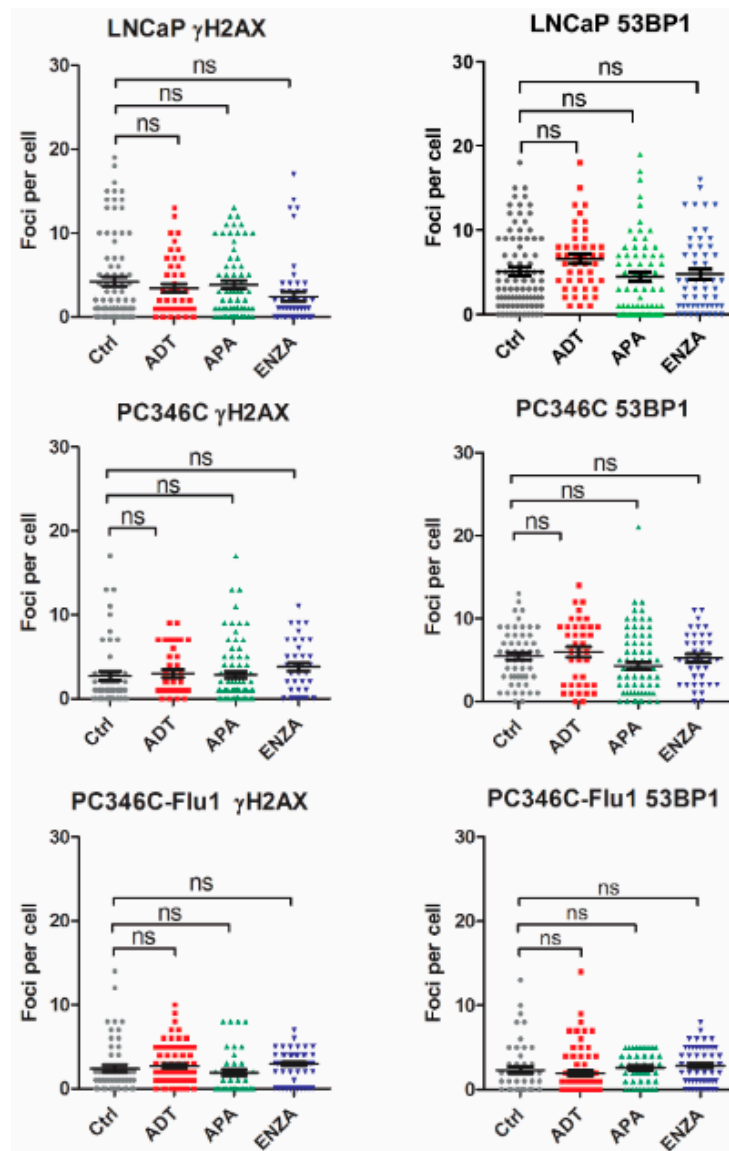 LNCaP γH2AX
Foci per cell
30
20
10
0
ns
ns
ns
Ctrl
ADT
APA
ENZA
LNCaP 53BP1
Foci per cell
30
20
10
0
ns
ns
ns
Ctrl
ADT
APA
ENZA
PC346C γH2AX
Foci per cell
30
20
10
0
ns
ns
ns
Ctrl
ADT
APA
ENZA
PC346C 53BP1
Foci per cell
30
20
10
0
ns
ns
ns
Ctrl
ADT
APA
ENZA
PC346C-Flu1 γH2AX
Foci per cell
30
20
10
0
ns
ns
ns
Ctrl
ADT
APA
ENZA
PC346C-Flu1 53BP1
Foci per cell
30
20
10
0
ns
ns
ns
Ctrl
ADT
APA
ENZA